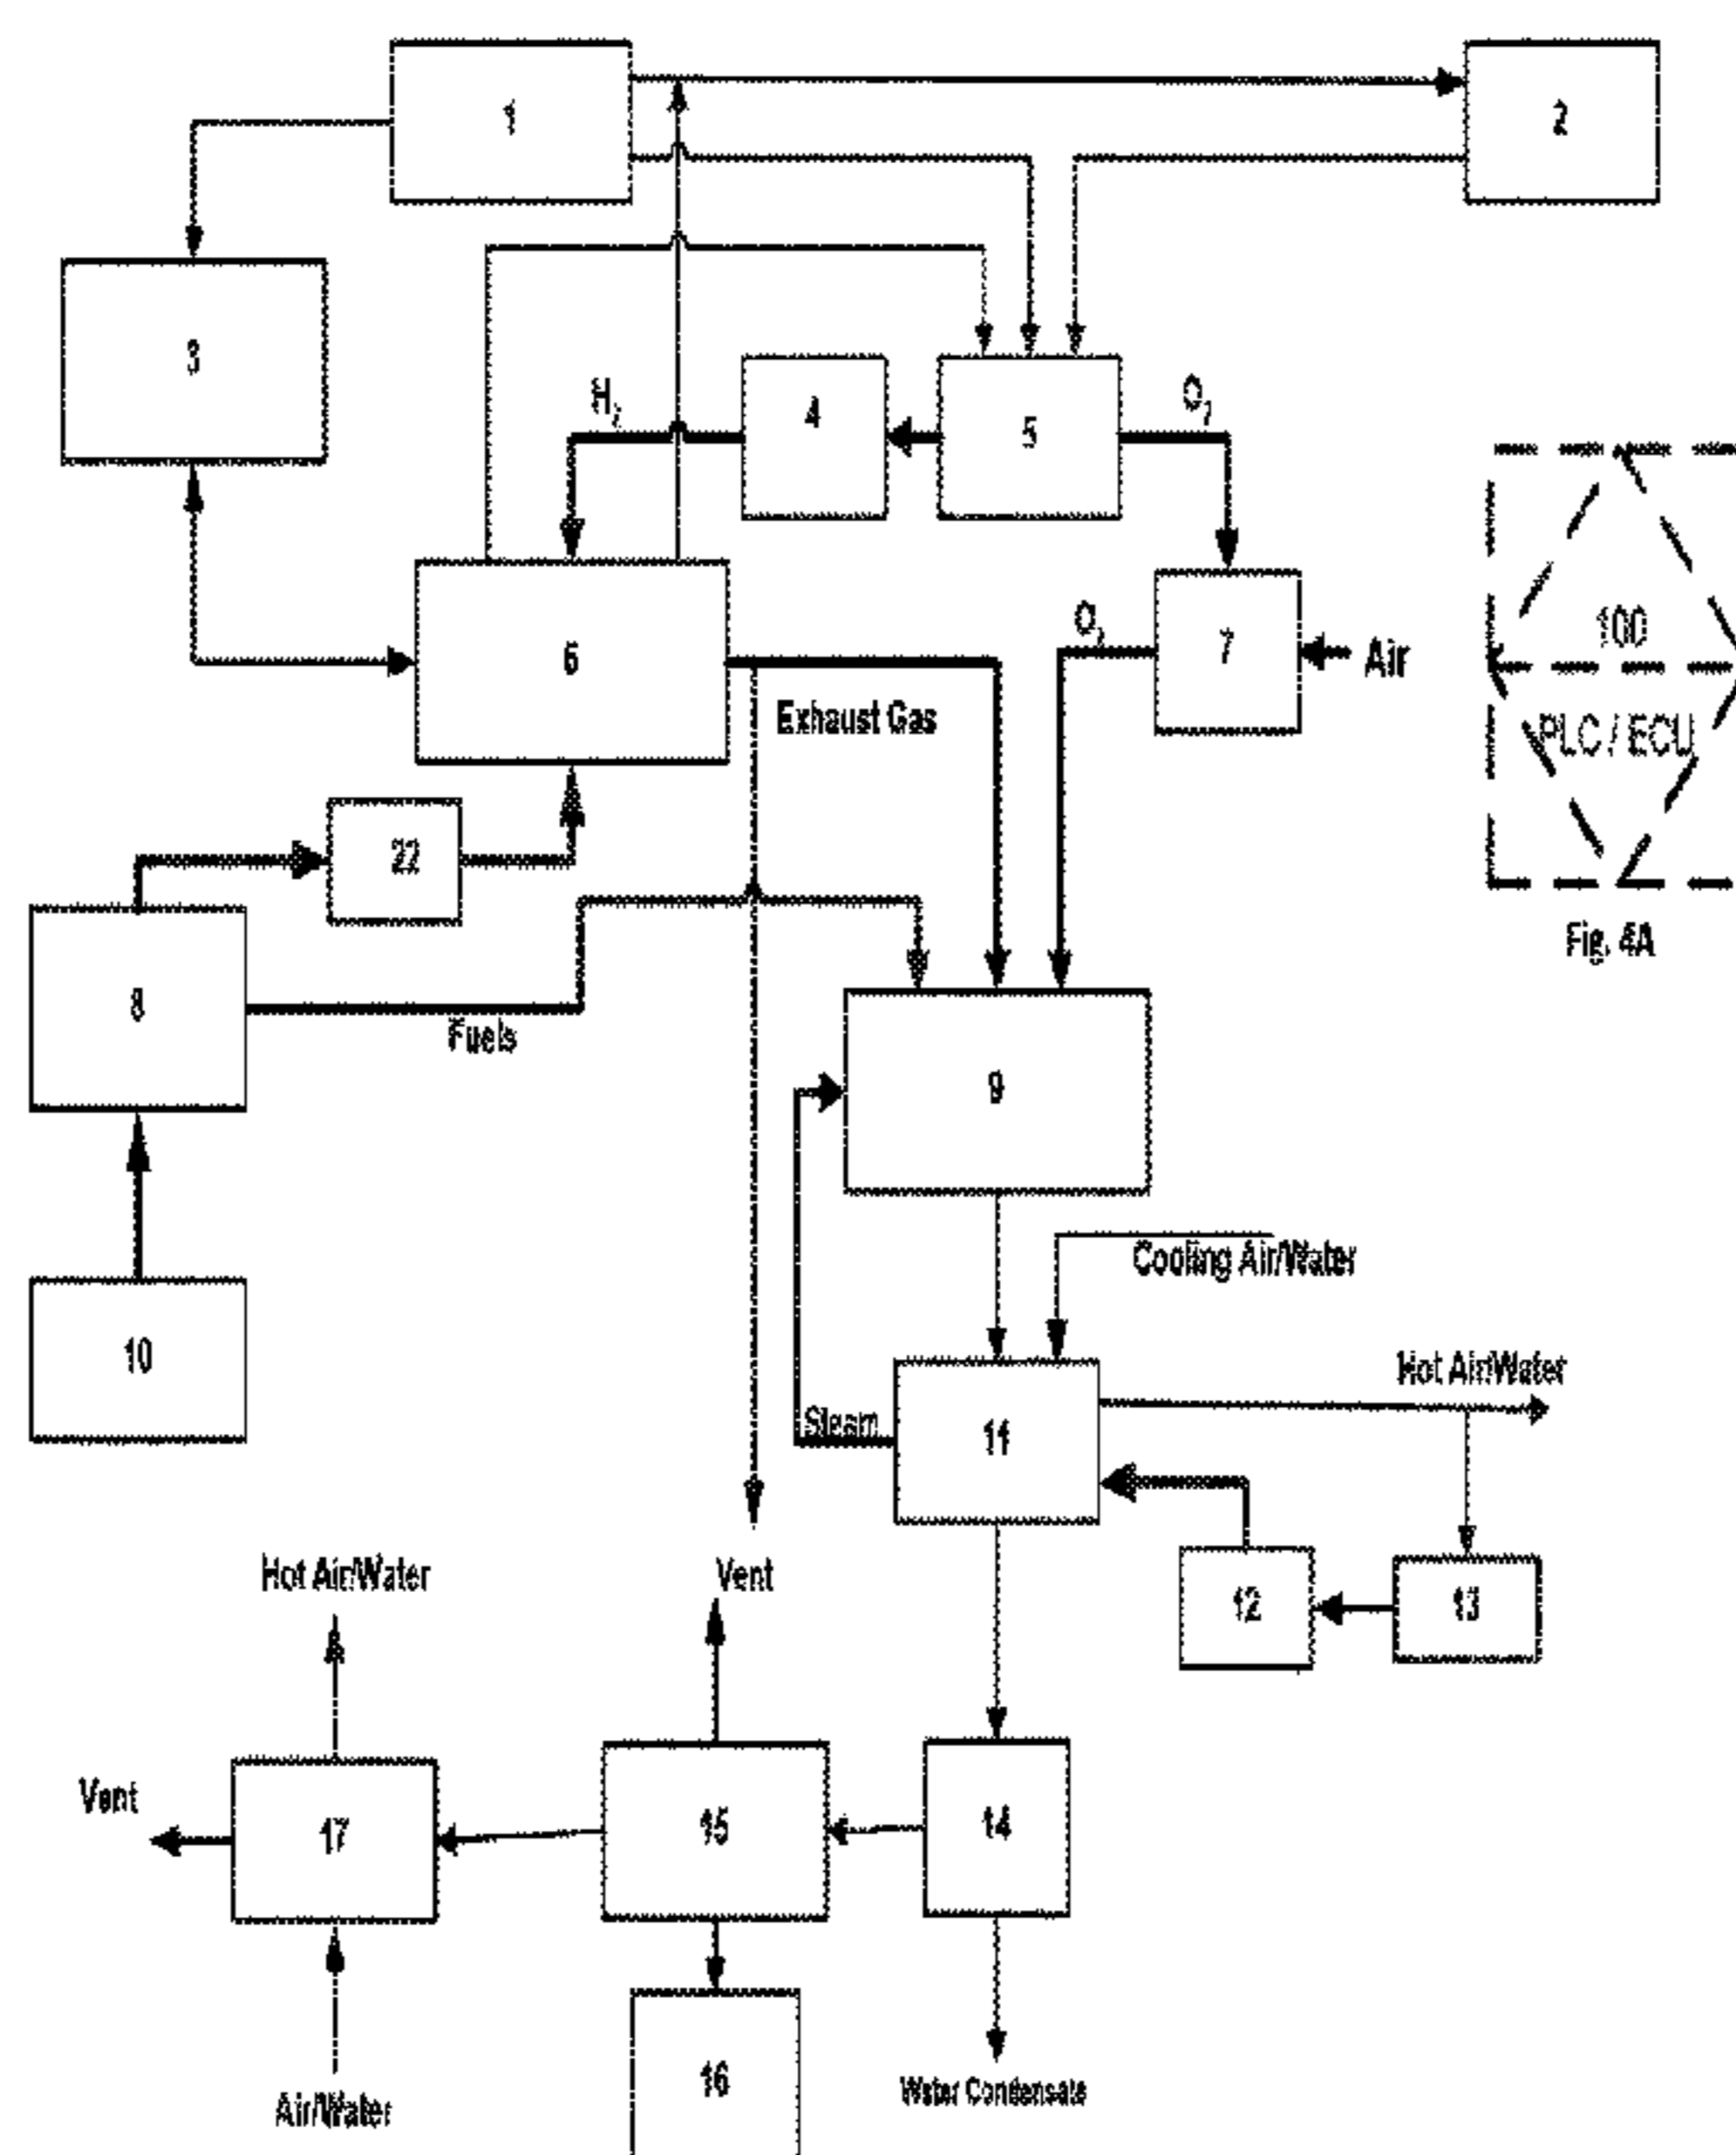 1
2
3
H2
4
5
O2
6
O2
7
Air
100
PLC / ECU
Exhaust Gas
22
Fig. 4A
8
Fuels
9
Cooling Air/Water
10
Hot Air/Water
Steam
11
Hot Air/Water
Vent
12
13
Vent
17
15
14
16
Water Condensate
Air/Water